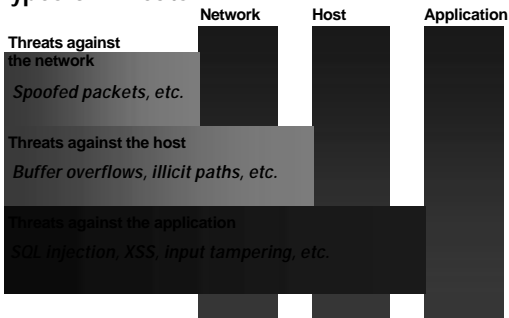 Network Host Application
Threats against
the network
Spoofed packets, etc.
Threats against the host
Buffer overflows, illicit paths, etc.
Threats against the application
SQL injection, XSS, input tampering, etc.